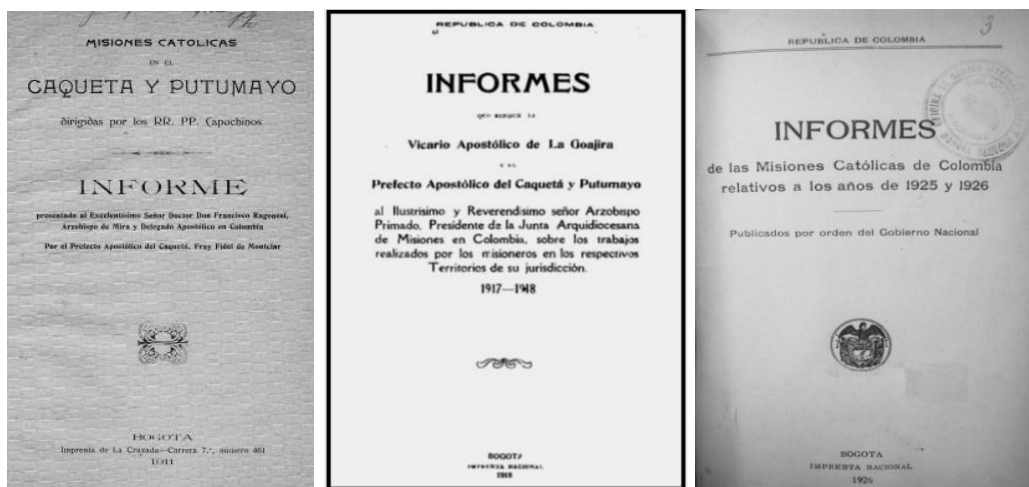 MISIONES CATOLICAS
EN EL
CAQUETA Y PUTUMAYO
dirigidas por los RR. PP. Capochinos
INFORME
presentado al Excelentísimo Señor Doctor Don Francisco Ragonesi,
Arzobispo de Mira y Delegado Apostólico en Colombia
Por el Prefecto Apostólico del Caquetá, Fray Fidel de Montclar
BOGOTA
Imprenta de La Cruzada—Carrera 7.ª, número 461
1911
REPUBLICA DE COLOMBIA
INFORMES
QUE RINDEN EL
Vicario Apostólico de La Goajira
Y EL
Prefecto Apostólico del Caquetá y Putumayo
al Ilustrísimo y Reverendísimo señor Arzobispo
Primado, Presidente de la Junta Arquidiocesana
de Misiones en Colombia, sobre los trabajos
realizados por los misioneros en los respectivos
Territorios de su jurisdicción.
1917—1918
BOGOTA
IMPRENTA NACIONAL
1918
3
REPUBLICA DE COLOMBIA
INFORMES
de las Misiones Católicas de Colombia
relativos a los años de 1925 y 1926
Publicados por orden del Gobierno Nacional
BOGOTA
IMPRENTA NACIONAL
1926